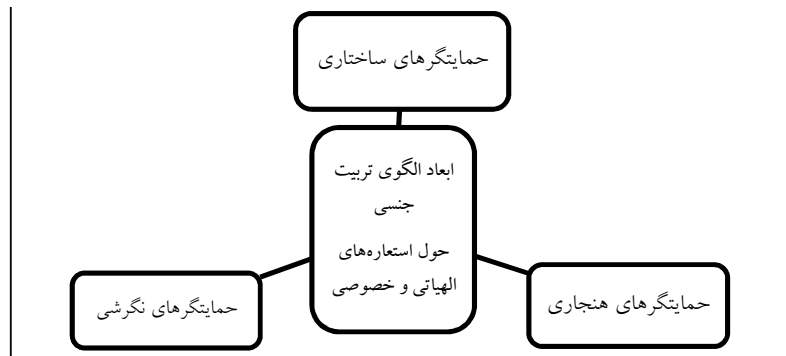 حمایتگرهای ساختاری
ابعاد الگوی تربیت
جنسی
حول استعاره‌های
الهیاتی و خصوصی
حمایتگرهای هنجاری
حمایتگرهای نگرشی